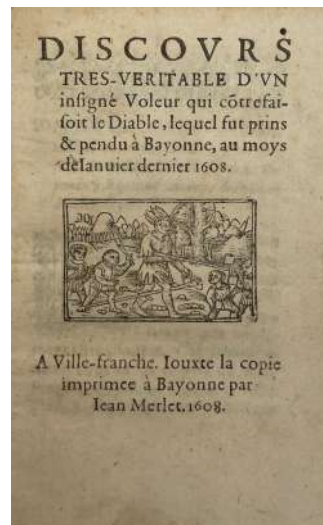 DISCOVRS
TRES-VERITABLE D'VN
insigné Voleur qui cõtrefai-
soit le Diable, lequel fut prins
& pendu à Bayonne, au moys
de Ianuier dernier 1608.
A Ville-franche. Iouxte la copie
imprimee à Bayonne par
Iean Merlet. 1608.